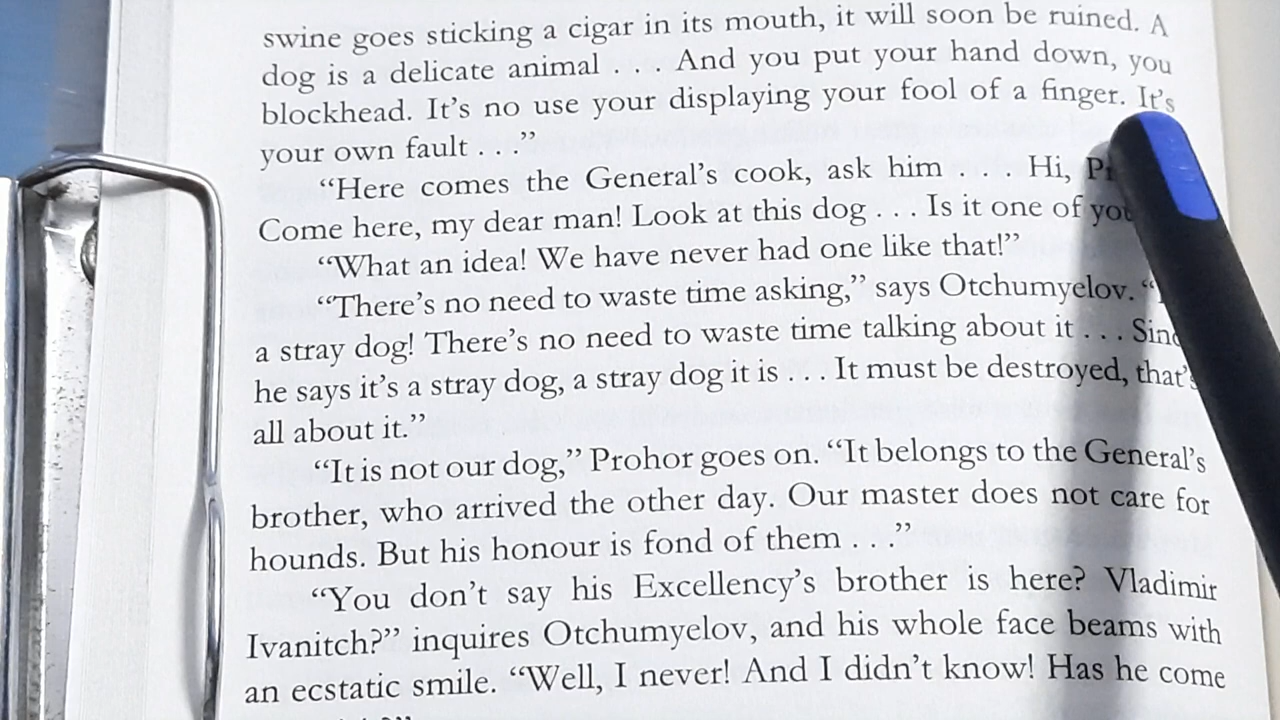 swine goes sticking a cigar in its mouth, it will soon be ruined. A
dog is a delicate animal . . . And you put your hand down, you
blockhead. It’s no use your displaying your fool of a finger. It’s
your own fault . . .”
“Here comes the General’s cook, ask him . . . Hi,
Come here, my dear man! Look at this dog . . . Is it one of
“What an idea! We have never had one like that!”
“There’s no need to waste time asking,” says Otchumyelov.
a stray dog! There’s no need to waste time talking about it . . .
he says it’s a stray dog, a stray dog it is . . . It must be destroyed, that’s
all about it.”
“It is not our dog,” Prohor goes on. “It belongs to the General’s
brother, who arrived the other day. Our master does not care for
hounds. But his honour is fond of them . . .”
“You don’t say his Excellency’s brother is here? Vladimir
Ivanitch?” inquires Otchumyelov, and his whole face beams with
an ecstatic smile. “Well, I never! And I didn’t know! Has he come